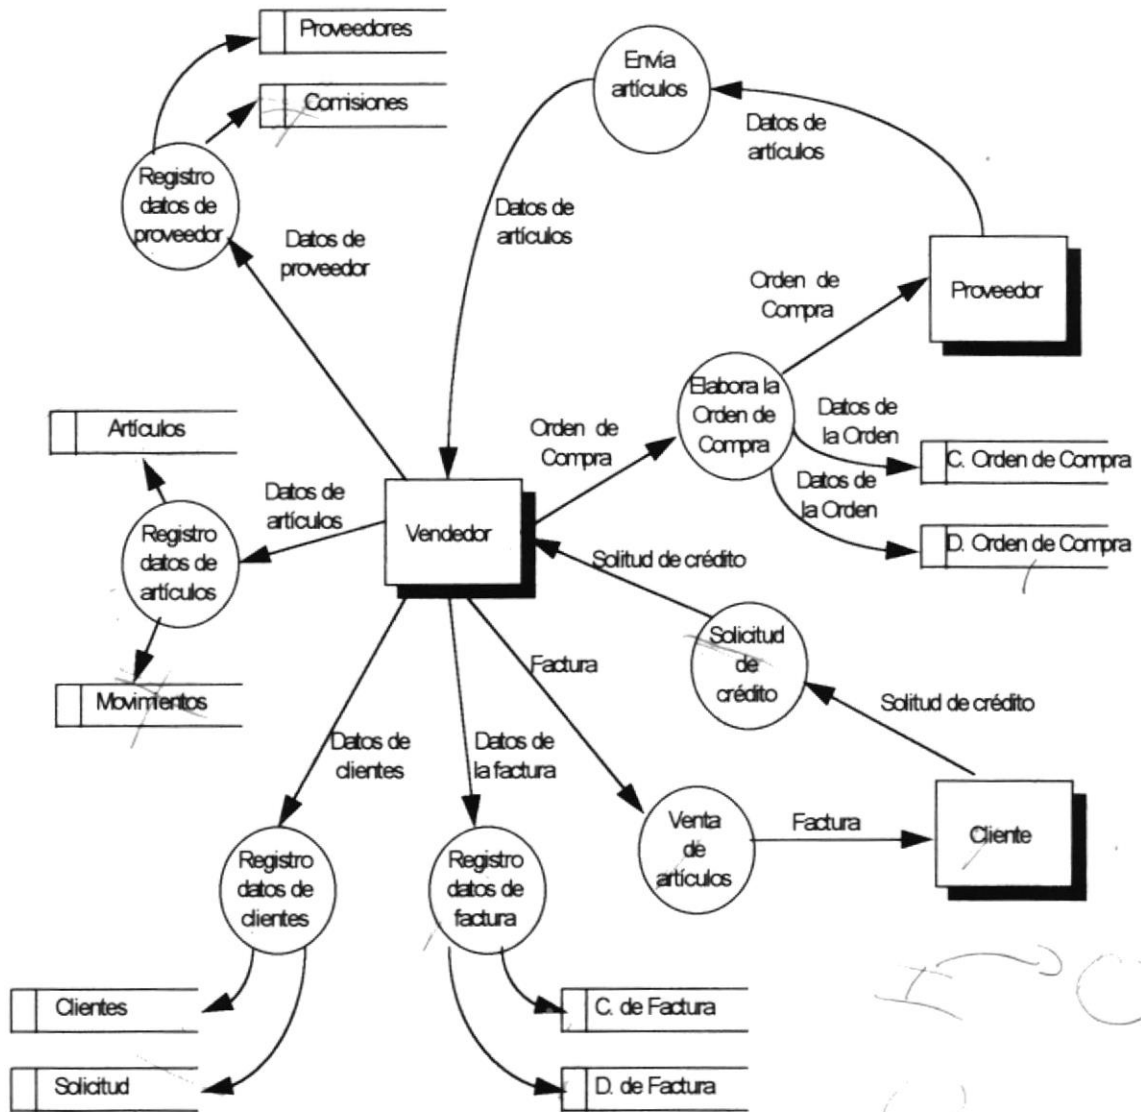 Proveedores
Comisiones
Envía
artículos
Datos de
artículos
Registro
datos de
proveedor
Datos de
proveedor
Datos de
artículos
Proveedor
Orden de
Compra
Elabora la
Orden de
Compra
Datos de
la Orden
C. Orden de Compra
Datos de
la Orden
D. Orden de Compra
Orden de
Compra
Artículos
Datos de
artículos
Vendedor
Registro
datos de
artículos
Movimientos
Solitud de crédito
Solicitud
de
crédito
Solitud de crédito
Factura
Datos de
clientes
Datos de
la factura
Venta
de
artículos
Factura
Cliente
Registro
datos de
clientes
Registro
datos de
factura
Clientes
Solicitud
C. de Factura
D. de Factura